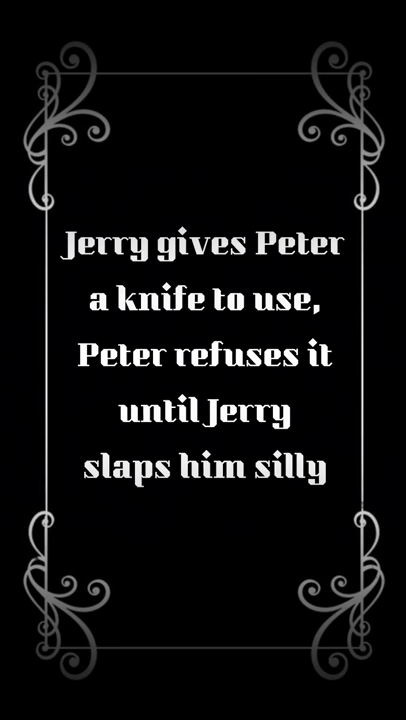 Jerry gives Peter
a knife to use,
Peter refuses it
until Jerry
slaps him silly